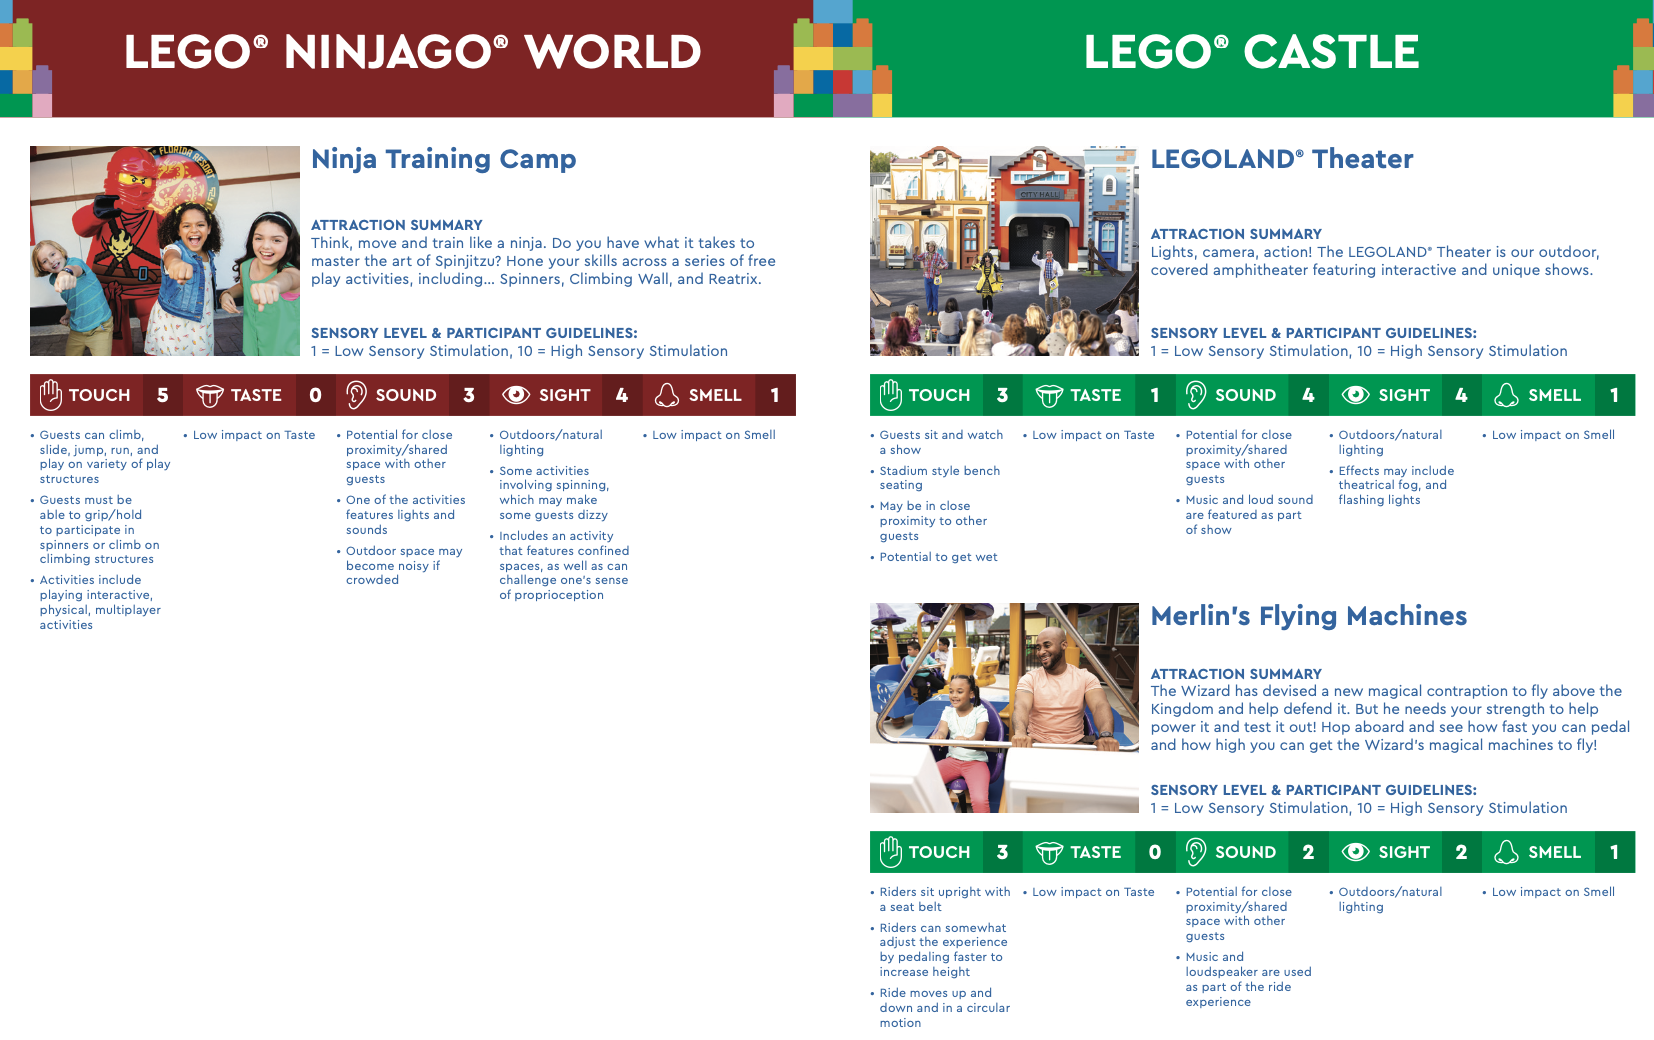 LEGO® NINJAGO® WORLD
Ninja Training Camp
ATTRACTION SUMMARY
Think, move and train like a ninja. Do you have what it takes to
master the art of Spinjitzu? Hone your skills across a series of free
play activities, including... Spinners, Climbing Wall, and Reatrix.
SENSORY LEVEL & PARTICIPANT GUIDELINES:
1 = Low Sensory Stimulation, 10 = High Sensory Stimulation
FLORIDA RESORT
TOUCH 5 TASTE 0 SOUND 3 SIGHT 4 SMELL 1
• Guests can climb,
slide, jump, run, and
play on variety of play
structures
• Guests must be
able to grip/hold
to participate in
spinners or climb on
climbing structures
• Activities include
playing interactive,
physical, multiplayer
activities
• Low impact on Taste
• Potential for close
proximity/shared
space with other
guests
• One of the activities
features lights and
sounds
• Outdoor space may
become noisy if
crowded
• Outdoors/natural
lighting
• Some activities
involving spinning,
which may make
some guests dizzy
• Includes an activity
that features confined
spaces, as well as can
challenge one's sense
of proprioception
• Low impact on Smell
LEGO® CASTLE
LEGOLAND® Theater
ATTRACTION SUMMARY
Lights, camera, action! The LEGOLAND® Theater is our outdoor,
covered amphitheater featuring interactive and unique shows.
SENSORY LEVEL & PARTICIPANT GUIDELINES:
1 = Low Sensory Stimulation, 10 = High Sensory Stimulation
CITY HALL
TOUCH 3 TASTE 1 SOUND 4 SIGHT 4 SMELL 1
• Guests sit and watch
a show
• Stadium style bench
seating
• May be in close
proximity to other
guests
• Potential to get wet
• Low impact on Taste
• Potential for close
proximity/shared
space with other
guests
• Music and loud sound
are featured as part
of show
• Outdoors/natural
lighting
• Effects may include
theatrical fog, and
flashing lights
• Low impact on Smell
Merlin's Flying Machines
ATTRACTION SUMMARY
The Wizard has devised a new magical contraption to fly above the
Kingdom and help defend it. But he needs your strength to help
power it and test it out! Hop aboard and see how fast you can pedal
and how high you can get the Wizard's magical machines to fly!
SENSORY LEVEL & PARTICIPANT GUIDELINES:
1 = Low Sensory Stimulation, 10 = High Sensory Stimulation
TOUCH 3 TASTE 0 SOUND 2 SIGHT 2 SMELL 1
• Riders sit upright with
a seat belt
• Riders can somewhat
adjust the experience
by pedaling faster to
increase height
• Ride moves up and
down and in a circular
motion
• Low impact on Taste
• Potential for close
proximity/shared
space with other
guests
• Music and
loudspeaker are used
as part of the ride
experience
• Outdoors/natural
lighting
• Low impact on Smell